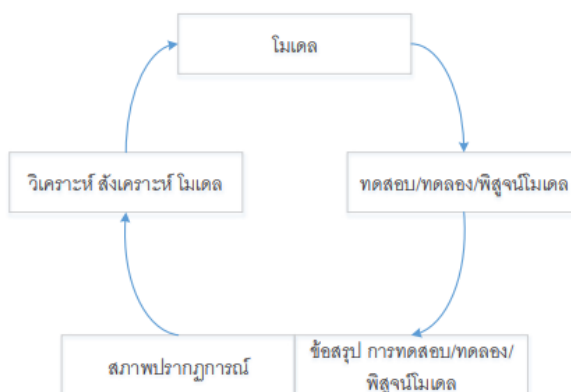 โมเดล
วิเคราะห์ สังเคราะห์ โมเดล
ทดสอบ/ทดลอง/พิสูจน์โมเดล
สภาพปรากฏการณ์
ข้อสรุป การทดสอบ/ทดลอง/
พิสูจน์โมเดล